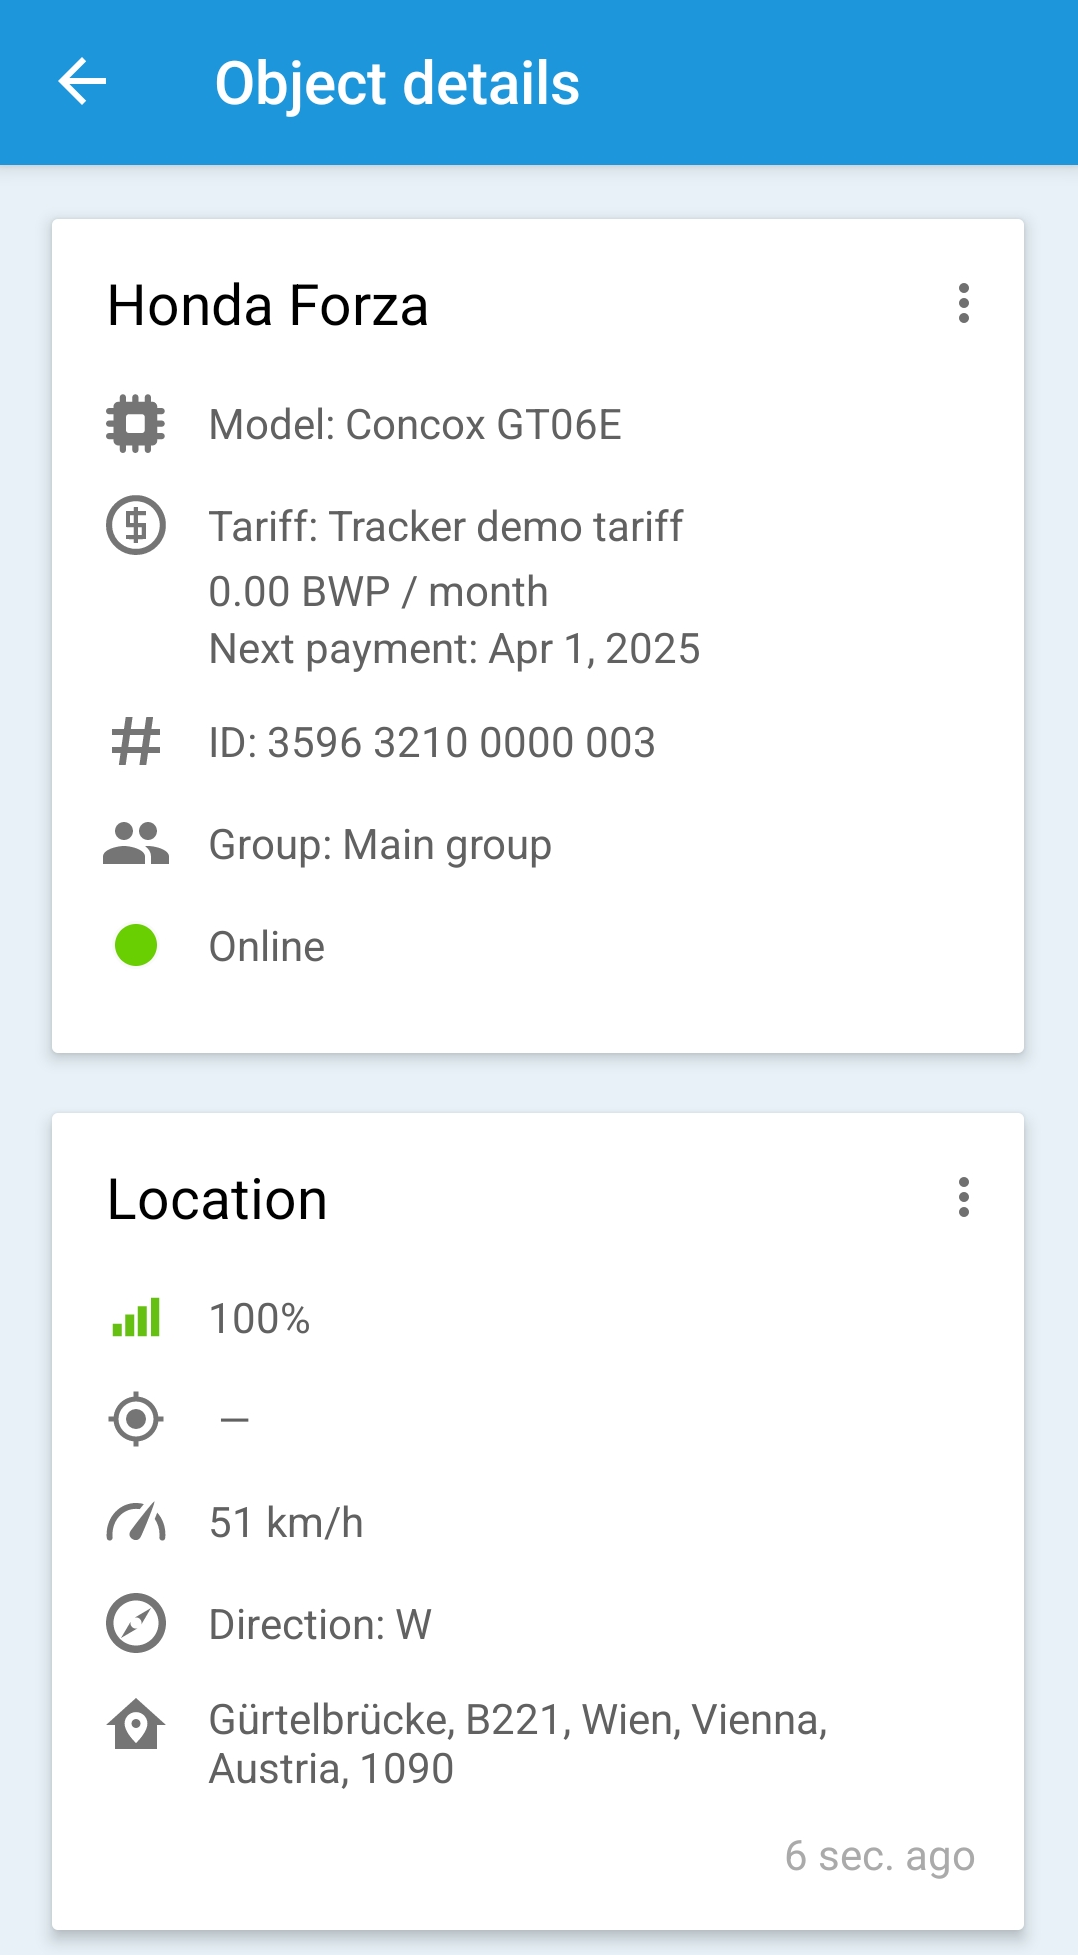 Object details
Honda Forza
Model: Concox GT06E
Tariff: Tracker demo tariff
0.00 BWP / month
Next payment: Apr 1, 2025
ID: 3596 3210 0000 003
Group: Main group
Online
Location
100%
—
51 km/h
Direction: W
Gürtelbrücke, B221, Wien, Vienna,
Austria, 1090
6 sec. ago